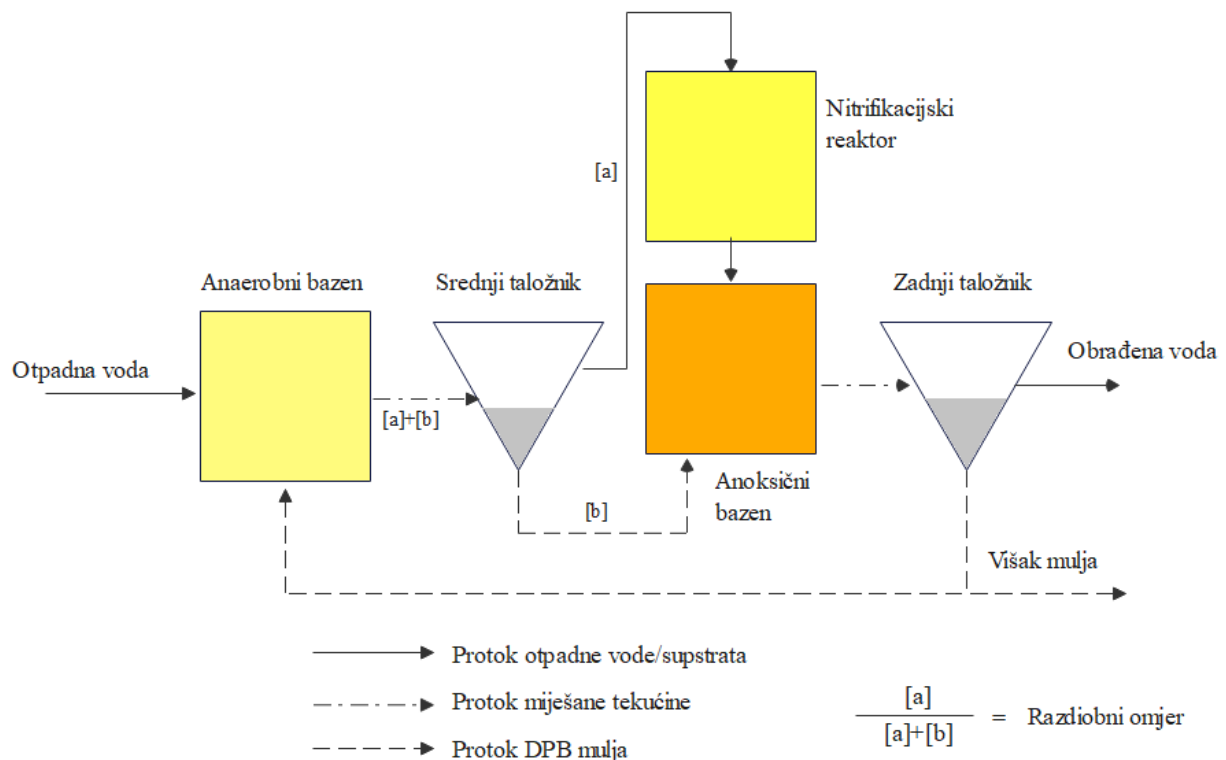 Nitrifikacijski
reaktor
[a]
Anaerobni bazen
Srednji taložnik
Zadnji taložnik
Otpadna voda
Obrađena voda
[a]+[b]
Anoksični
bazen
[b]
Višak mulja
Protok otpadne vode/supstrata
Protok miješane tekućine
Protok DPB mulja
[a]
[a]+[b]
= Razdiobni omjer